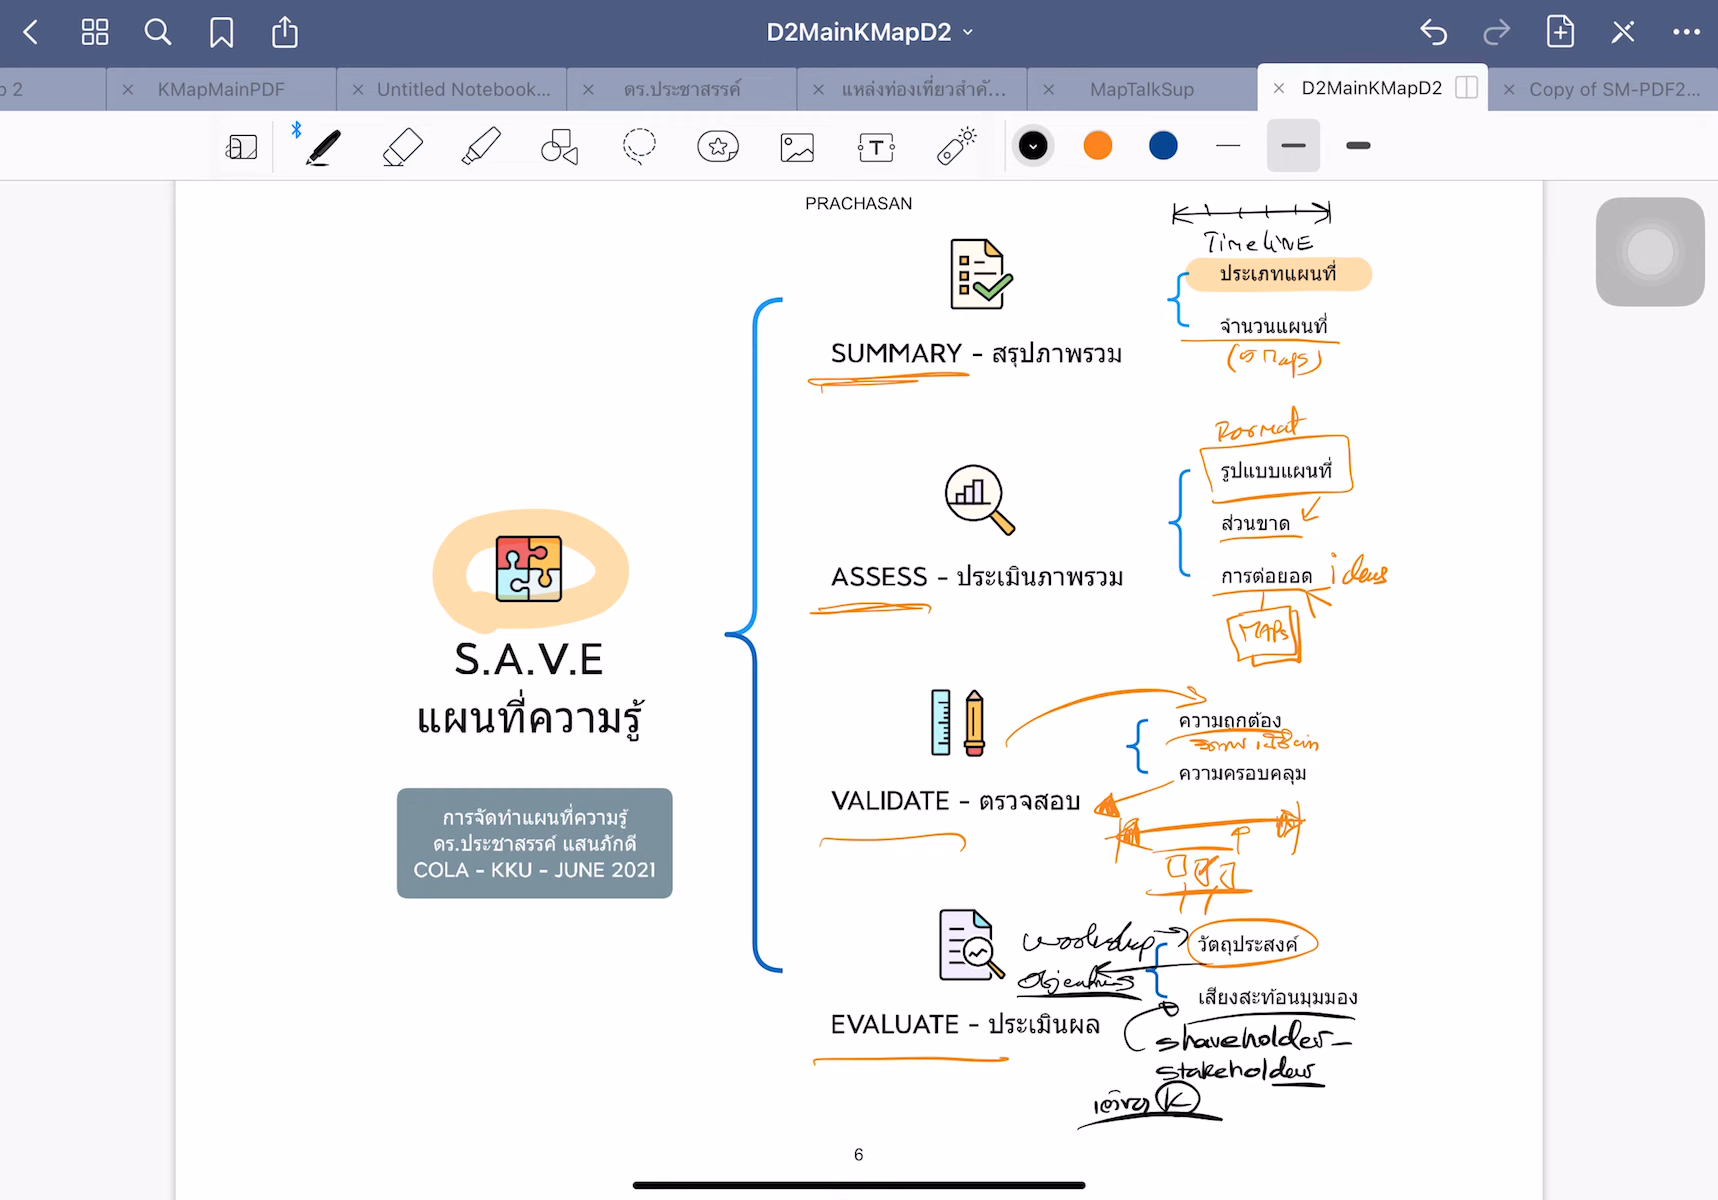 D2MainKMapD2
KMapMainPDF
Untitled Notebook...
ดร.ประชาสรรค์
แหล่งท่องเที่ยวสำคั...
MapTalkSup
D2MainKMapD2
Copy of SM-PDF2...
PRACHASAN
TimeLINE
ประเภทแผนที่
จำนวนแผนที่
SUMMARY - สรุปภาพรวม
Format
รูปแบบแผนที่
ส่วนขาด
การต่อยอด ideas
MAPs
ASSESS - ประเมินภาพรวม
S.A.V.E
แผนที่ความรู้
ความถูกต้อง
ความครอบคลุม
VALIDATE - ตรวจสอบ
การจัดทำแผนที่ความรู้
ดร.ประชาสรรค์ แสนภักดี
COLA - KKU - JUNE 2021
workshop วัตถุประสงค์
objectives
เสียงสะท้อนมุมมอง
EVALUATE - ประเมินผล
shareholder
stakeholder
K
6